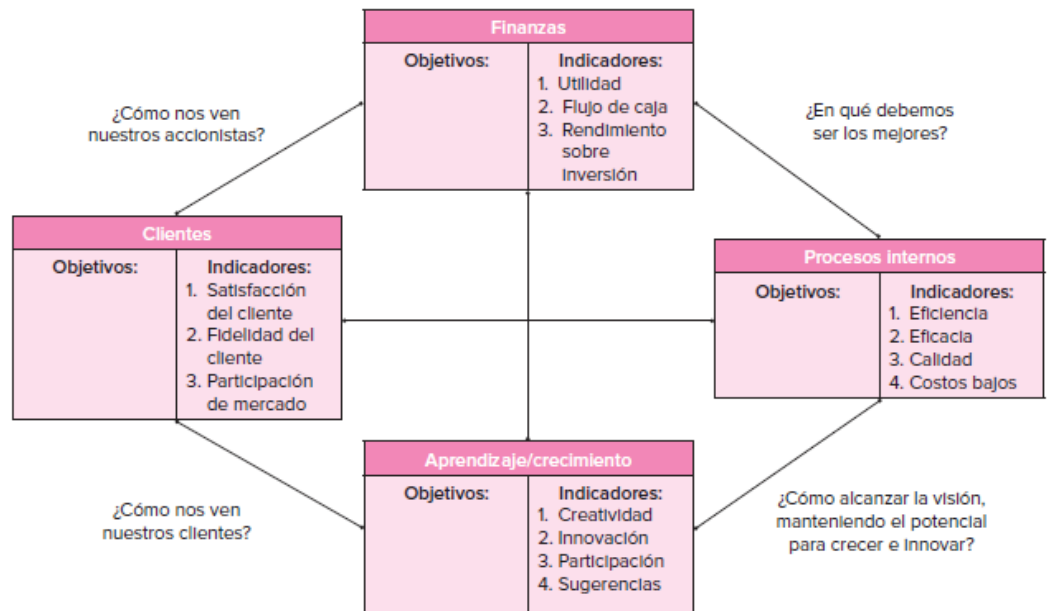 Finanzas
Objetivos:
Indicadores:
1. Utilidad
2. Flujo de caja
3. Rendimiento
sobre
inversión
¿Cómo nos ven
nuestros accionistas?
¿En qué debemos
ser los mejores?
Clientes
Objetivos:
Indicadores:
1. Satisfacción
del cliente
2. Fidelidad del
cliente
3. Participación
de mercado
Procesos internos
Objetivos:
Indicadores:
1. Eficiencia
2. Eficacia
3. Calidad
4. Costos bajos
Aprendizaje/crecimiento
Objetivos:
Indicadores:
1. Creatividad
2. Innovación
3. Participación
4. Sugerencias
¿Cómo nos ven
nuestros clientes?
¿Cómo alcanzar la visión,
manteniendo el potencial
para crecer e innovar?